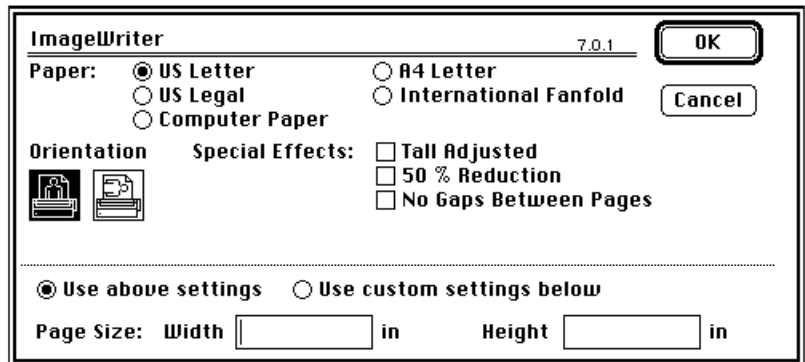 ImageWriter 7.0.1 OK
Paper: US Letter A4 Letter
US Legal International Fanfold Cancel
Computer Paper
Orientation Special Effects: Tall Adjusted
50 % Reduction
No Gaps Between Pages
Use above settings Use custom settings below
Page Size: Width in Height in